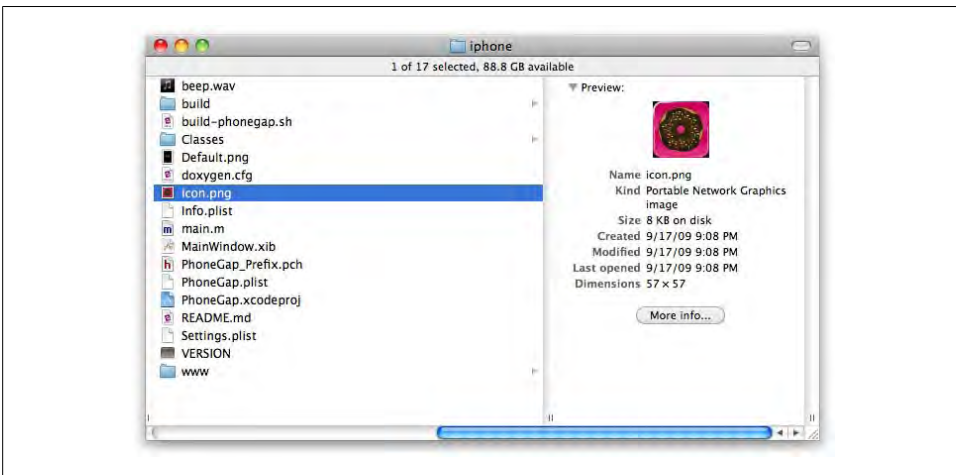 iphone
1 of 17 selected, 88.8 GB available
beep.wav
build
build-phonegap.sh
Classes
Default.png
doxygen.cfg
icon.png
Info.plist
main.m
MainWindow.xib
PhoneGap_Prefix.pch
PhoneGap.plist
PhoneGap.xcodeproj
README.md
Settings.plist
VERSION
www
Preview:
Name icon.png
Kind Portable Network Graphics
image
Size 8 KB on disk
Created 9/17/09 9:08 PM
Modified 9/17/09 9:08 PM
Last opened 9/17/09 9:08 PM
Dimensions 57 × 57
More info...